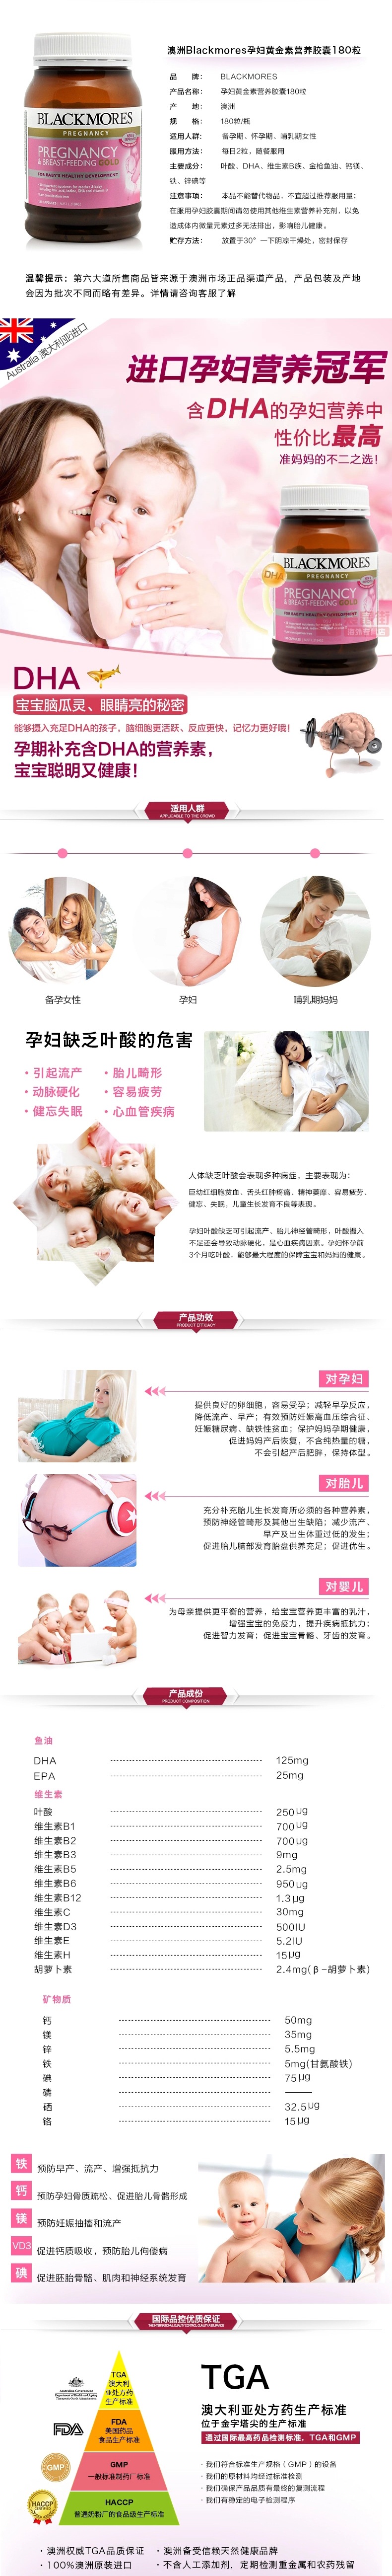 澳洲Blackmores孕妇黄金素营养胶囊180粒
BLACKMORES
PREGNANCY
PREGNANCY
& BREAST-FEEDING GOLD
FOR BABY'S HEALTHY DEVELOPMENT
品 牌: BLACKMORES
产品名称: 孕妇黄金素营养胶囊180粒
产 地: 澳洲
规 格: 180粒/瓶
适用人群: 备孕期、怀孕期、哺乳期女性
服用方法: 每日2粒，随餐服用
主要成分: 叶酸、DHA、维生素B族、金枪鱼油、钙镁、
铁、锌碘等
注意事项: 本品不能替代物品，不宜超过推荐服用量；
在服用孕妇胶囊期间请勿使用其他维生素营养补充剂，以免
造成体内微量元素过多无法排出，影响胎儿健康。
贮存方法: 放置于30°一下阴凉干燥处，密封保存
温馨提示：第六大道所售商品皆来源于澳洲市场正品渠道产品，产品包装及产地
会因为批次不同而略有差异。详情请咨询客服了解
Australia 澳大利亚进口
进口孕妇营养冠军
含DHA的孕妇营养中
性价比最高
准妈妈的不二之选!
DHA
BLACKMORES
PREGNANCY
PREGNANCY
& BREAST-FEEDING GOLD
DHA
宝宝脑瓜灵、眼睛亮的秘密
能够摄入充足DHA的孩子，脑细胞更活跃、反应更快，记忆力更好哦!
孕期补充含DHA的营养素，
宝宝聪明又健康!
适用人群
APPLICABLE TO THE CROWD
备孕女性 孕妇 哺乳期妈妈
孕妇缺乏叶酸的危害
·引起流产 ·胎儿畸形
·动脉硬化 ·容易疲劳
·健忘失眠 ·心血管疾病
人体缺乏叶酸会表现多种病症，主要表现为：
巨幼红细胞贫血、舌头红肿疼痛、精神萎靡、容易疲劳、
健忘、失眠，儿童生长发育不良等表现。
孕妇叶酸缺乏可引起流产，胎儿神经管畸形，叶酸摄入
不足还会导致动脉硬化，是心血疾病因素。孕妇怀孕前
3个月吃叶酸，能够最大程度的保障宝宝和妈妈的健康。
产品功效
PRODUCT EFFICACY
对孕妇
提供良好的卵细胞，容易受孕；减轻早孕反应，
降低流产、早产；有效预防妊娠高血压综合征、
妊娠糖尿病、缺铁性贫血；保护妈妈孕期健康，
促进妈妈产后恢复，不含纯热量的糖，
不会引起产后肥胖，保持体型。
对胎儿
充分补充胎儿生长发育所必须的各种营养素，
预防神经管畸形及其他出生缺陷；减少流产、
早产及出生体重过低的发生；
促进胎儿脑部发育胎盘供养充足；促进优生。
对婴儿
为母亲提供更平衡的营养，给宝宝营养更丰富的乳汁，
增强宝宝的免疫力，提升疾病抵抗力；
促进智力发育；促进宝宝骨骼、牙齿的发育。
产品成份
PRODUCT COMPOSITION
鱼油
DHA 125mg
EPA 25mg
维生素
叶酸 250μg
维生素B1 700μg
维生素B2 700μg
维生素B3 9mg
维生素B5 2.5mg
维生素B6 950μg
维生素B12 1.3μg
维生素C 30mg
维生素D3 500IU
维生素E 5.2IU
维生素H 15μg
胡萝卜素 2.4mg(β-胡萝卜素)
矿物质
钙 50mg
镁 35mg
锌 5.5mg
铁 5mg(甘氨酸铁)
碘 75μg
磷
硒 32.5μg
铬 15μg
铁 预防早产、流产、增强抵抗力
钙 预防孕妇骨质疏松、促进胎儿骨骼形成
镁 预防妊娠抽搐和流产
VD3 促进钙质吸收，预防胎儿佝偻病
碘 促进胚胎骨骼、肌肉和神经系统发育
国际品控优质保证
TGA
澳大利
亚处方药
生产标准
FDA
FDA
美国药品
食品生产标准
GMP
GMP
一般标准制药厂标准
HACCP
HACCP
普通奶粉厂的食品级生产标准
TGA
澳大利亚处方药生产标准
位于金字塔尖的生产标准
通过国际最高药品检测标准，TGA和GMP
·我们符合标准生产规格（GMP）的设备
·我们的原材料均经过标准检测
·我们确保产品品质有最终的复测流程
·我们有稳定的电子检测程序
·澳洲权威TGA品质保证 ·澳洲备受信赖天然健康品牌
·100%澳洲原装进口 ·不含人工添加剂，定期检测重金属和农药残留